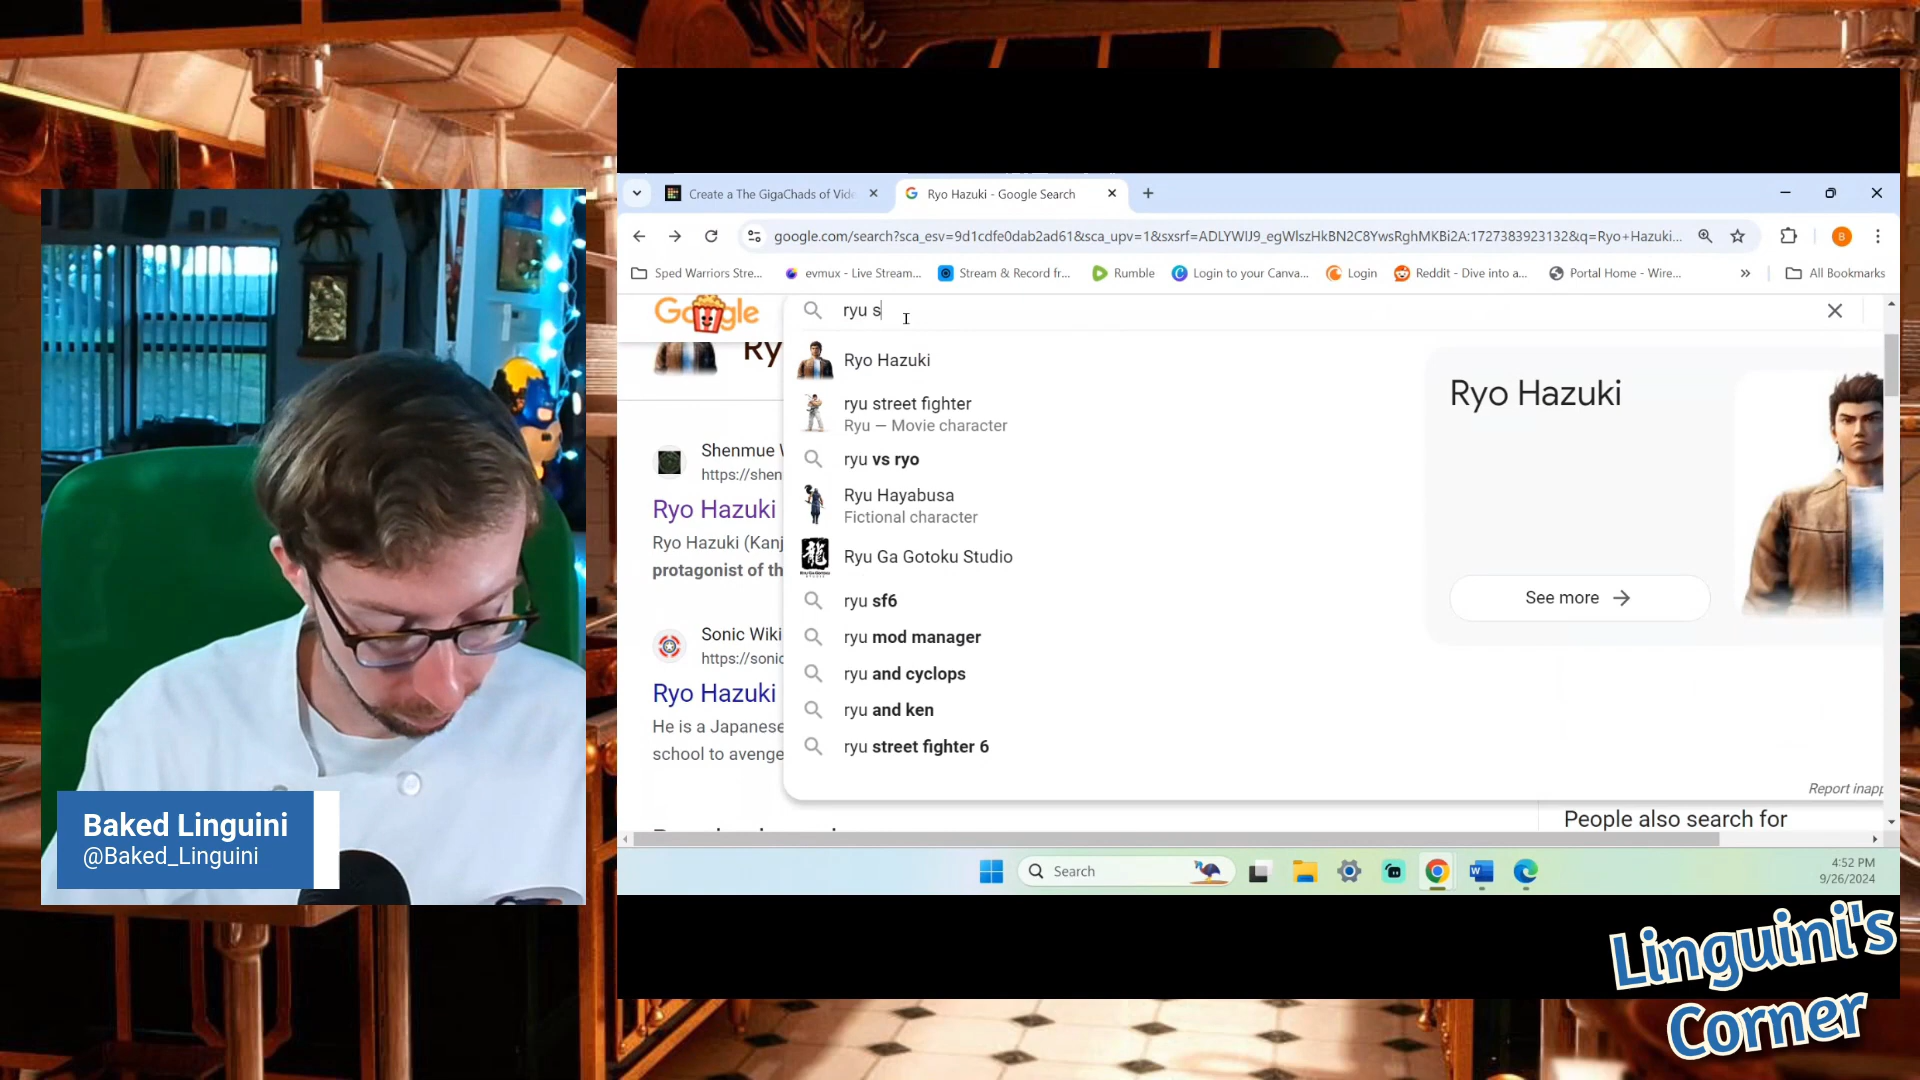 Create a The GigaChads of Vide
Ryo Hazuki - Google Search
google.com/search?sca_esv=9d1cdfe0dab2ad61&sca_upv=1&sxsrf=ADLYWIJ9_egWlszHkBN2C8YwsRghMKBi2A:1727383923132&q=Ryo+Hazuki...
B
Sped Warriors Stre...
evmux - Live Stream...
Stream & Record fr...
Rumble
Login to your Canva...
Login
Reddit - Dive into a...
Portal Home - Wire...
All Bookmarks
Google
ryu s
Ry
Ryo Hazuki
ryu street fighter
Ryu — Movie character
ryu vs ryo
Ryu Hayabusa
Fictional character
Ryu Ga Gotoku Studio
ryu sf6
ryu mod manager
ryu and cyclops
ryu and ken
ryu street fighter 6
Report inapp
Shenmue W
https://shen
Ryo Hazuki
Ryo Hazuki (Kanj
protagonist of th
Sonic Wiki
https://sonic
Ryo Hazuki
He is a Japanese
school to avenge
Ryo Hazuki
See more
People also search for
Search
4:52 PM
9/26/2024
Baked Linguini
@Baked_Linguini
Linguini's
Corner